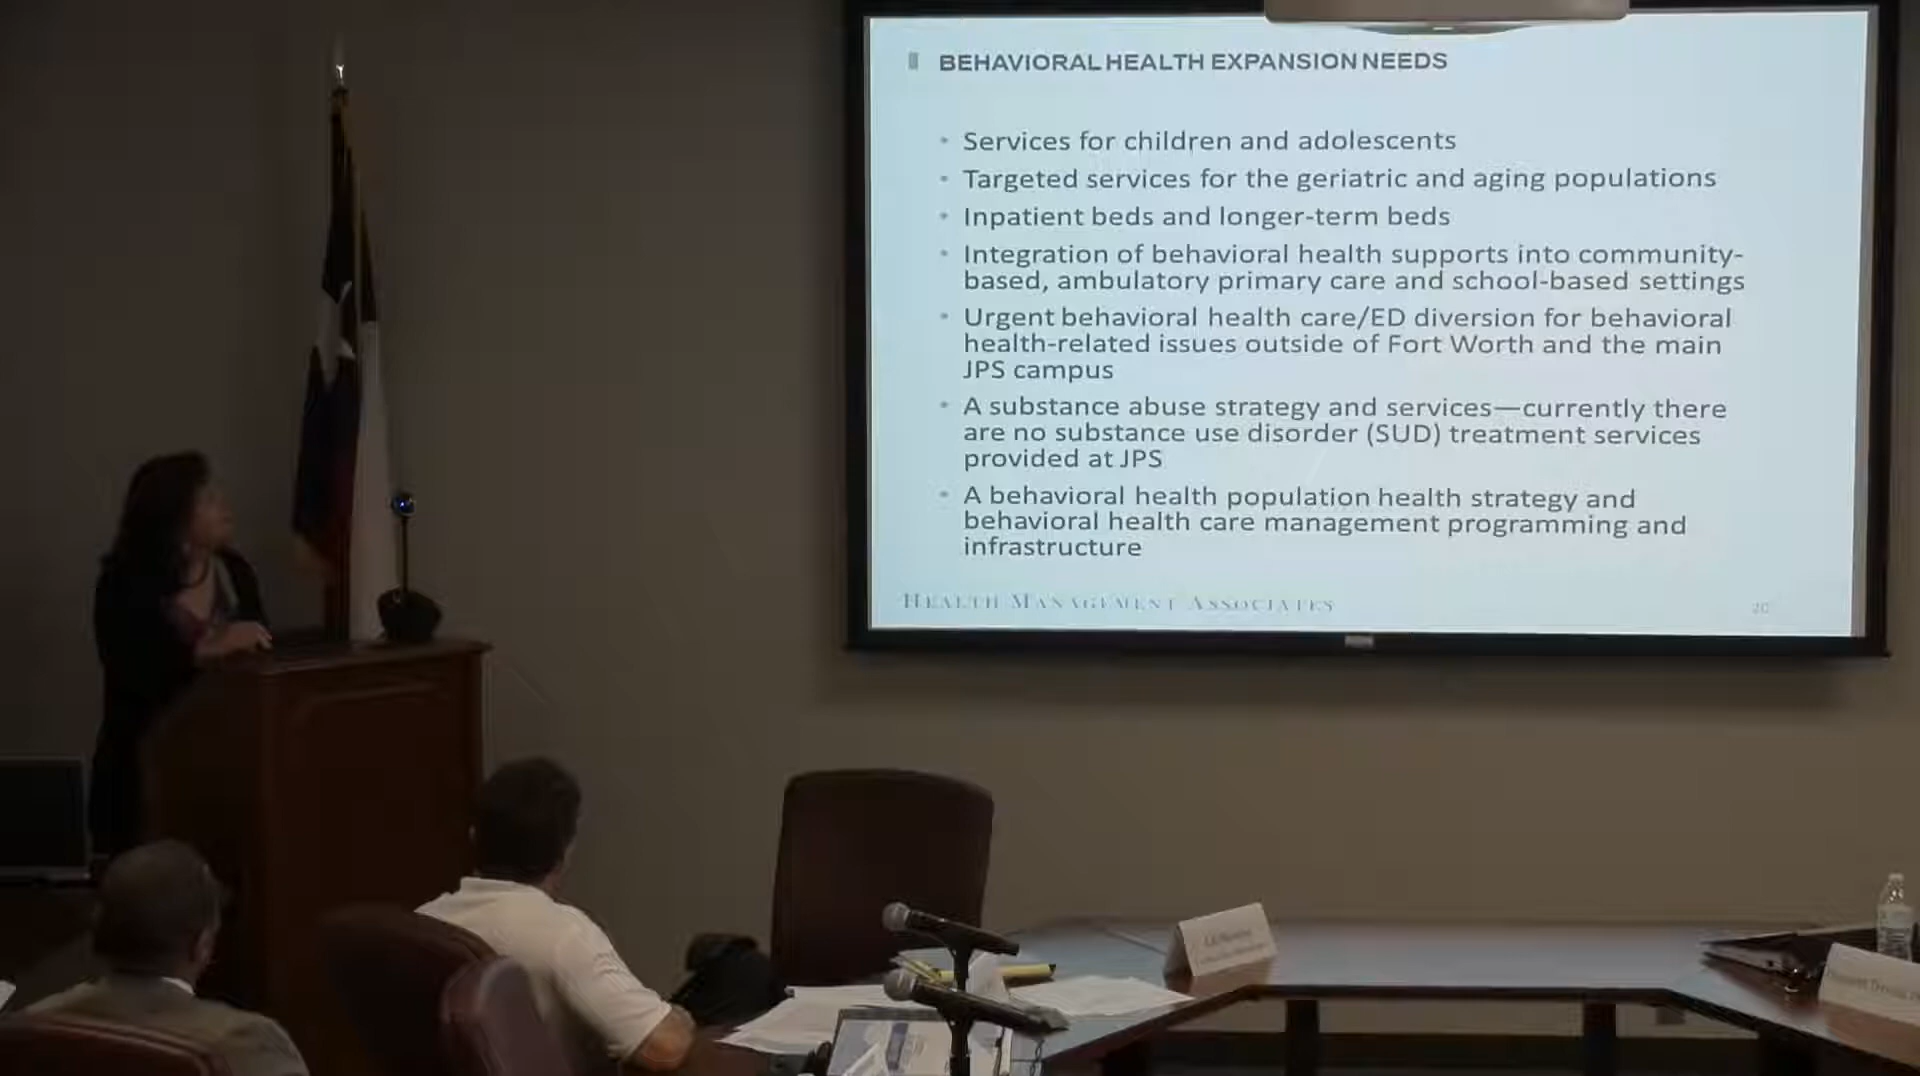 BEHAVIORAL HEALTH EXPANSION NEEDS
• Services for children and adolescents
• Targeted services for the geriatric and aging populations
• Inpatient beds and longer-term beds
• Integration of behavioral health supports into community-
based, ambulatory primary care and school-based settings
• Urgent behavioral health care/ED diversion for behavioral
health-related issues outside of Fort Worth and the main
JPS campus
• A substance abuse strategy and services—currently there
are no substance use disorder (SUD) treatment services
provided at JPS
• A behavioral health population health strategy and
behavioral health care management programming and
infrastructure
HEALTH MANAGEMENT ASSOCIATES
20